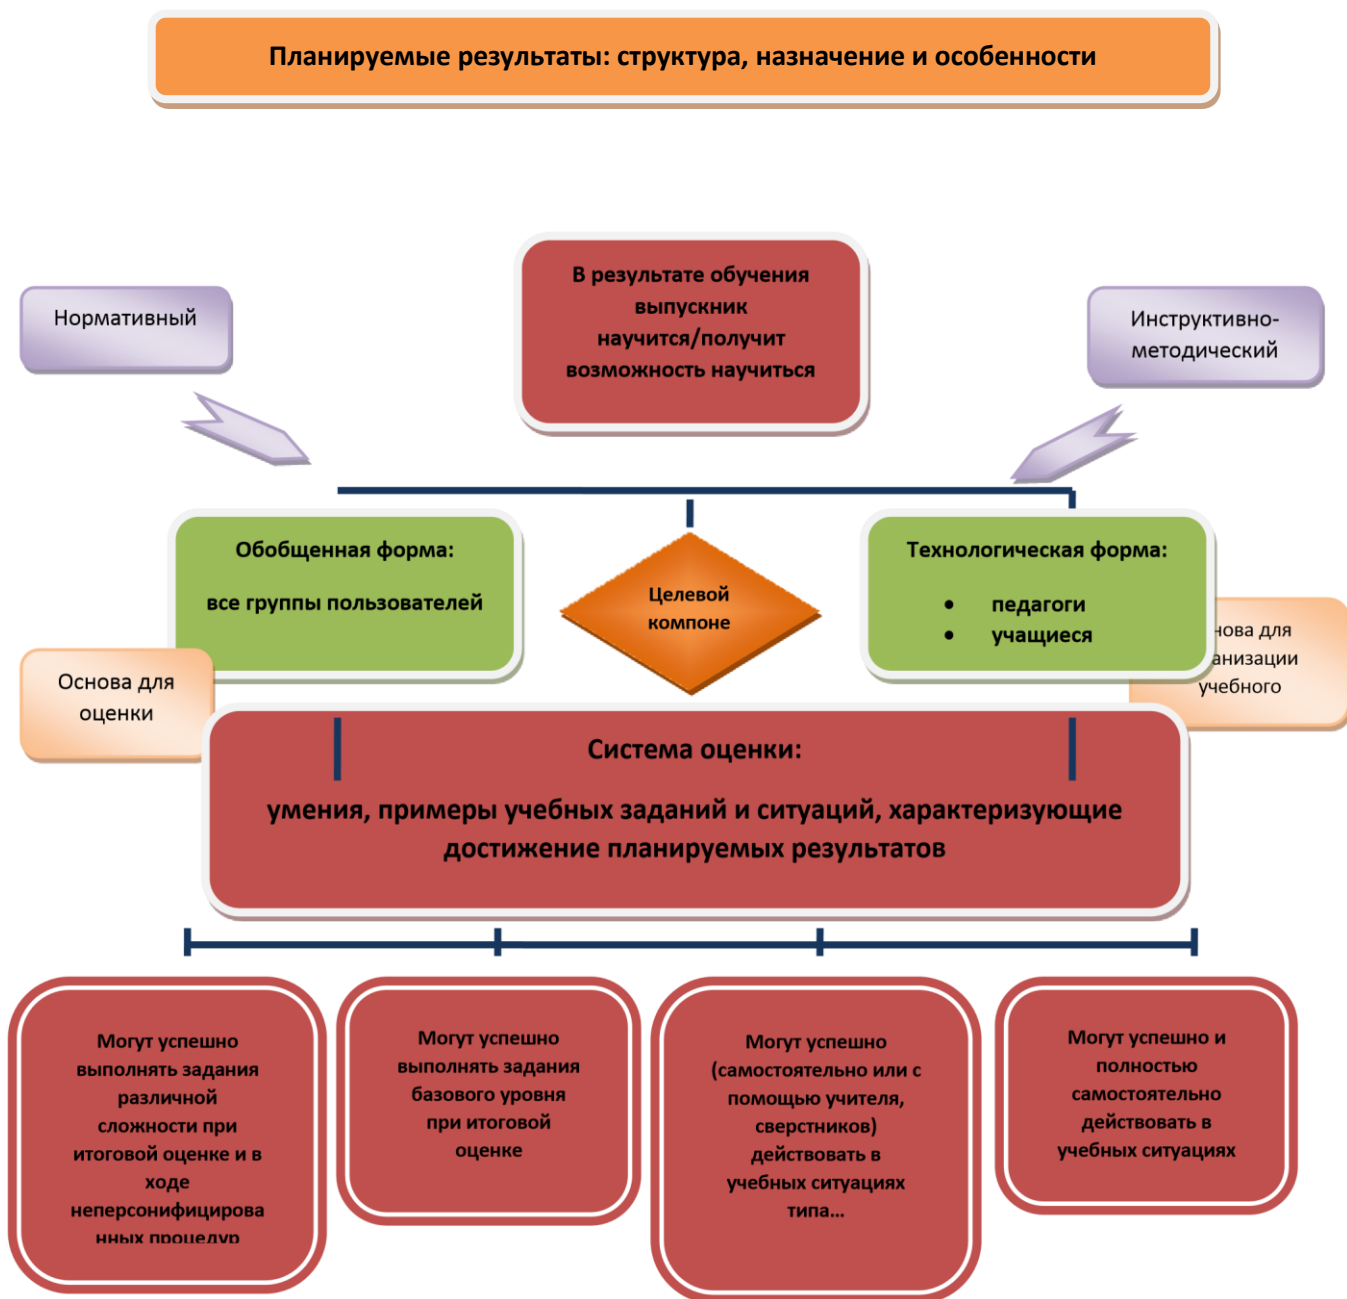 Планируемые результаты: структура, назначение и особенности
В результате обучения
выпускник
научится/получит
возможность научиться
Нормативный
Инструктивно-
методический
Обобщенная форма:
все группы пользователей
Целевой
компоне
Технологическая форма:
• педагоги
• учащиеся
Основа для
оценки
нова для
анизации
учебного
Система оценки:
умения, примеры учебных заданий и ситуаций, характеризующие
достижение планируемых результатов
Могут успешно
выполнять задания
различной
сложности при
итоговой оценке и в
ходе
неперсонифицирова
нных процедур
Могут успешно
выполнять задания
базового уровня
при итоговой
оценке
Могут успешно
(самостоятельно или с
помощью учителя,
сверстников)
действовать в
учебных ситуациях
типа...
Могут успешно и
полностью
самостоятельно
действовать в
учебных ситуациях